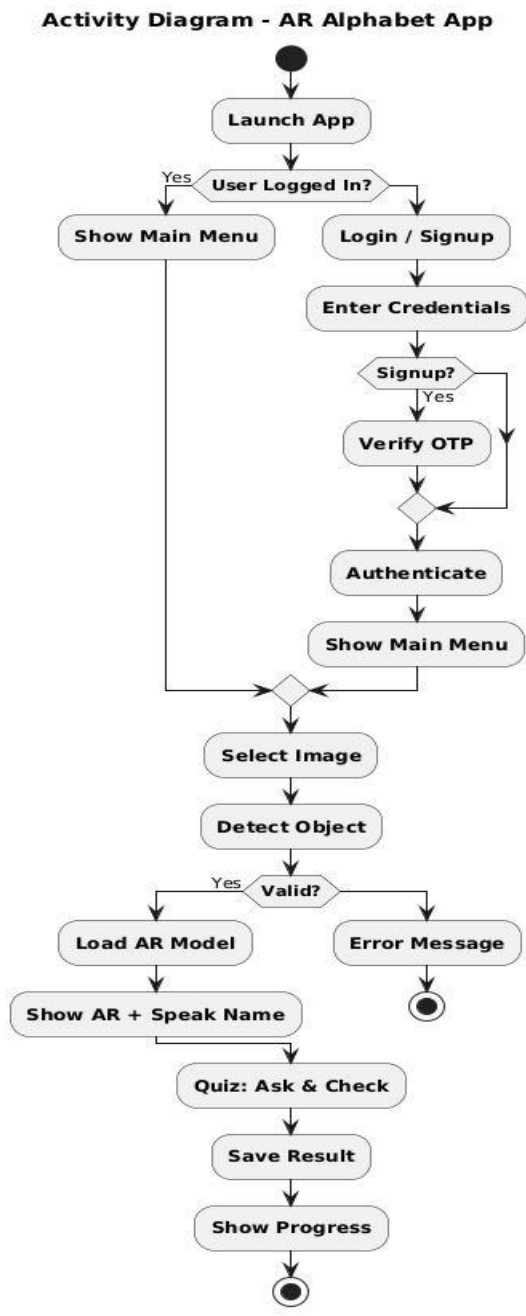 Activity Diagram - AR Alphabet App
Launch App
Yes
User Logged In?
Show Main Menu
Login / Signup
Enter Credentials
Signup?
Yes
Verify OTP
Authenticate
Show Main Menu
Select Image
Detect Object
Yes
Valid?
Load AR Model
Error Message
Show AR + Speak Name
Quiz: Ask & Check
Save Result
Show Progress